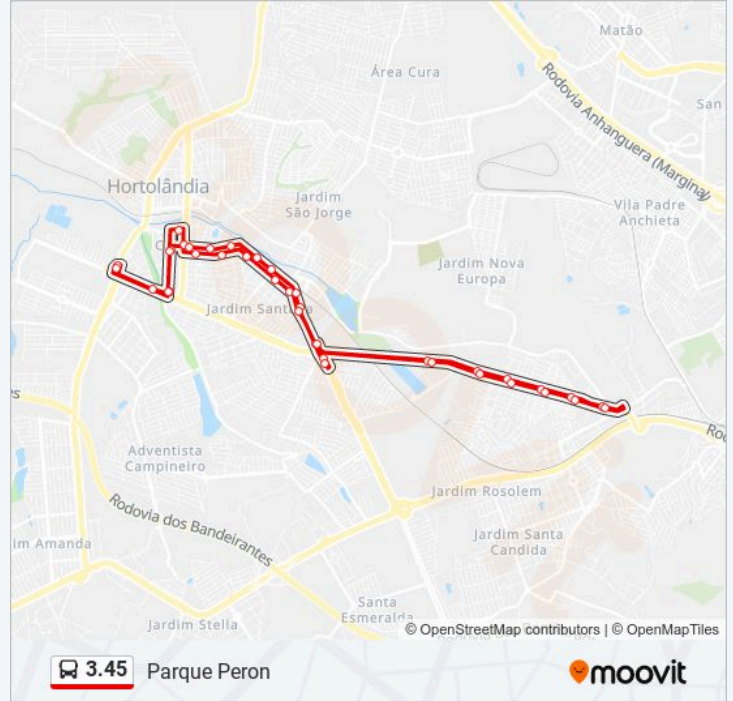 Matão
Área Cura
Rodovia Anhanguera (Marginal)
San
Hortolândia
Jardim
São Jorge
Vila Padre
Anchieta
Jardim Nova
Europa
Jardim Santana
es
Adventista
Campineiro
Jardim Rosolem
Rodovia dos Bandeirantes
im Amanda
Jardim Santa
Candida
Santa
Esmeralda
Jardim Stella
© OpenStreetMap contributors | © OpenMapTiles
3.45 Parque Peron
moovit